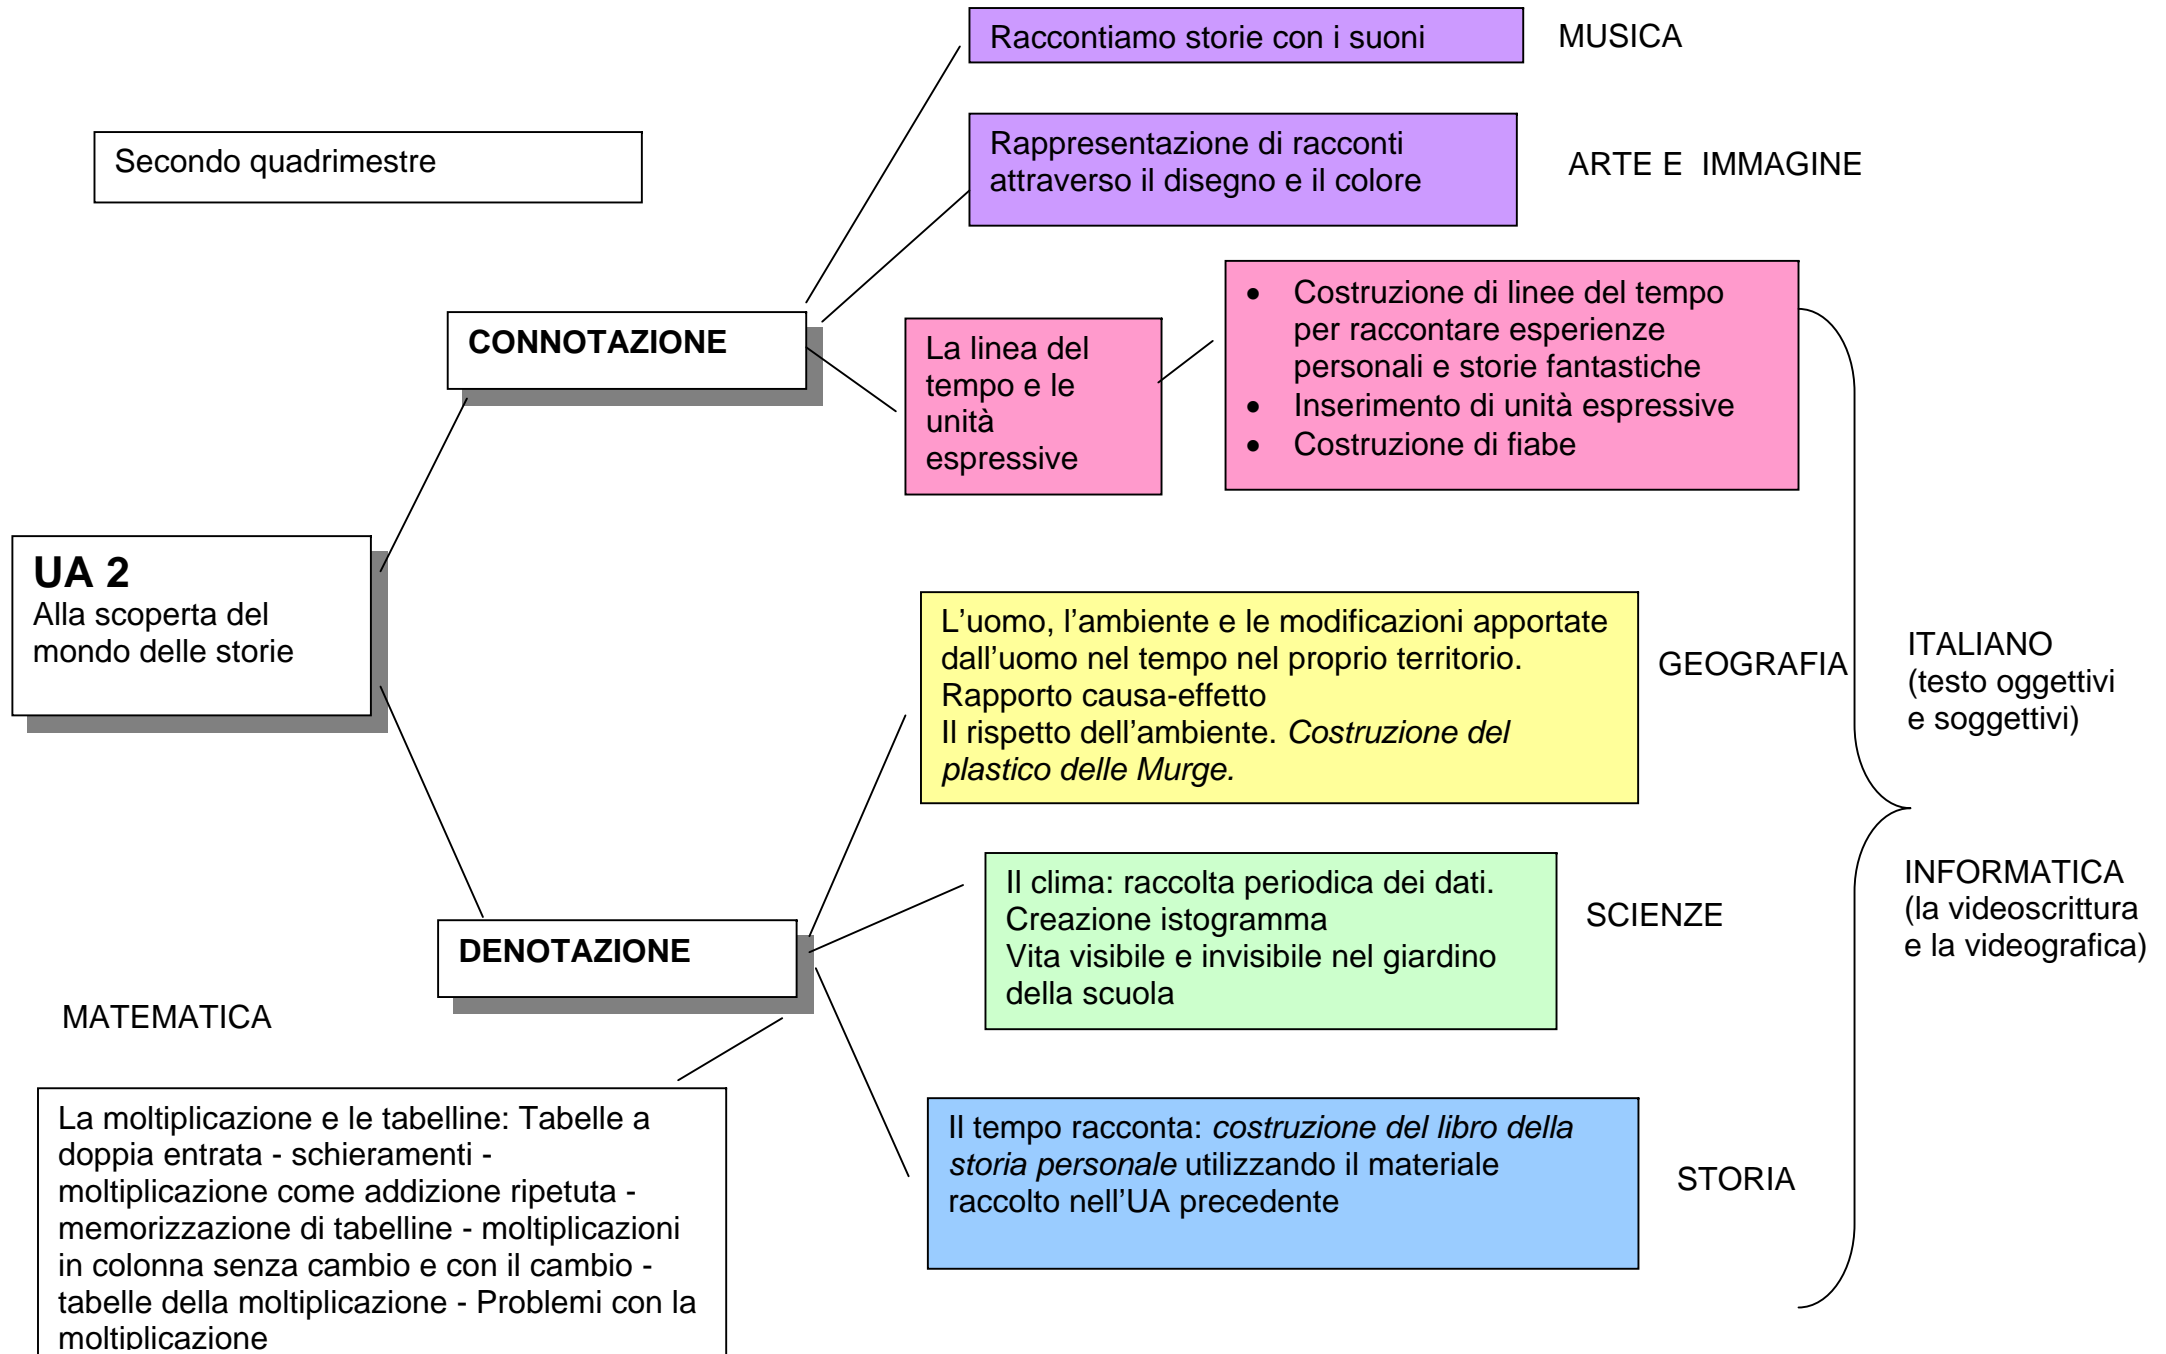 Raccontiamo storie con i suoni
MUSICA
Secondo quadrimestre
Rappresentazione di racconti
attraverso il disegno e il colore
ARTE E  IMMAGINE
CONNOTAZIONE
La linea del
tempo e le
unità
espressive
• Costruzione di linee del tempo
per raccontare esperienze
personali e storie fantastiche
• Inserimento di unità espressive
• Costruzione di fiabe
UA 2
Alla scoperta del
mondo delle storie
L’uomo, l’ambiente e le modificazioni apportate
dall’uomo nel tempo nel proprio territorio.
Rapporto causa-effetto
Il rispetto dell’ambiente. Costruzione del
plastico delle Murge.
GEOGRAFIA
ITALIANO
(testo oggettivi
e soggettivi)
INFORMATICA
(la videoscrittura
e la videografica)
DENOTAZIONE
Il clima: raccolta periodica dei dati.
Creazione istogramma
Vita visibile e invisibile nel giardino
della scuola
SCIENZE
MATEMATICA
La moltiplicazione e le tabelline: Tabelle a
doppia entrata - schieramenti -
moltiplicazione come addizione ripetuta -
memorizzazione di tabelline - moltiplicazioni
in colonna senza cambio e con il cambio -
tabelle della moltiplicazione - Problemi con la
moltiplicazione
Il tempo racconta: costruzione del libro della
storia personale utilizzando il materiale
raccolto nell’UA precedente
STORIA